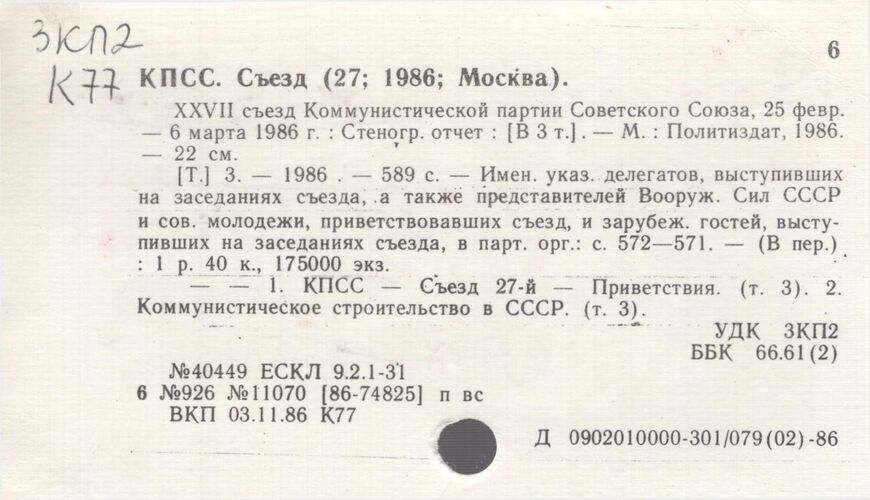 3КП2
К77
6
КПСС. Съезд (27; 1986; Москва).
XXVII съезд Коммунистической партии Советского Союза, 25 февр.
— 6 марта 1986 г. : Стеногр. отчет : [В 3 т.]. — М. : Политиздат, 1986.
— 22 см.
[Т.] 3. — 1986 . — 589 с. — Имен. указ. делегатов, выступивших
на заседаниях съезда, а также представителей Вооруж. Сил СССР
и сов. молодежи, приветствовавших съезд, и зарубеж. гостей, высту-
пивших на заседаниях съезда, в парт. орг.: с. 572—571. — (В пер.)
: 1 р. 40 к., 175000 экз.
— — 1. КПСС — Съезд 27-й — Приветствия. (т. 3). 2.
Коммунистическое строительство в СССР. (т. 3).
УДК 3КП2
ББК 66.61(2)
№40449 ЕСКЛ 9.2.1-31
6 №926 №11070 [86-74825] п вс
ВКП 03.11.86 К77
Д 0902010000-301/079(02)-86